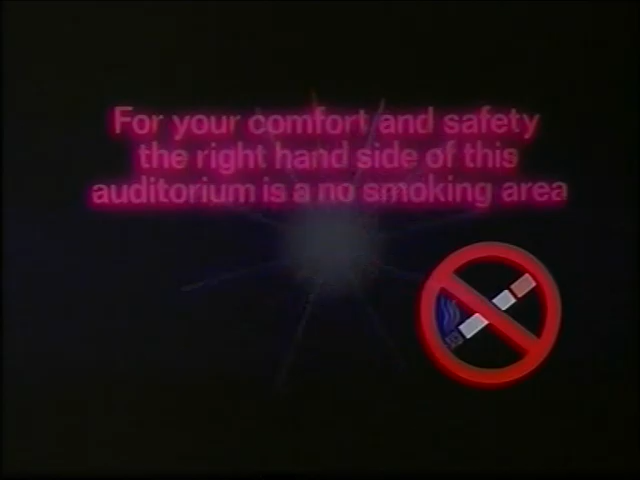 For your comfort and safety
the right hand side of this
auditorium is a no smoking area